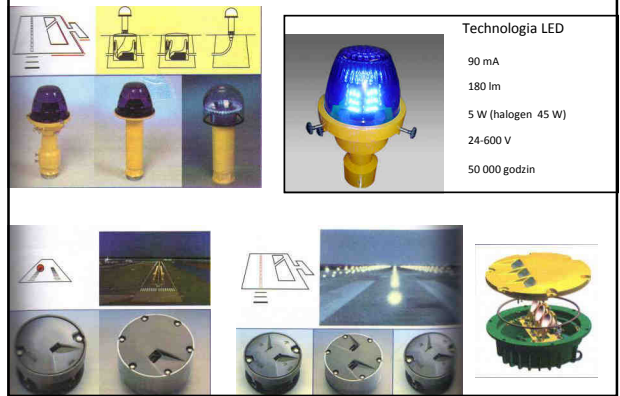 Technologia LED
90 mA
180 lm
5 W (halogen 45 W)
24-600 V
50 000 godzin